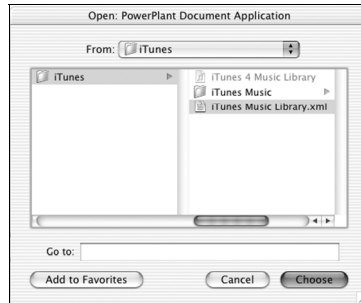 Open: PowerPlant Document Application
From: iTunes
iTunes
iTunes 4 Music Library
iTunes Music
iTunes Music Library.xml
Go to:
Add to Favorites
Cancel
Choose